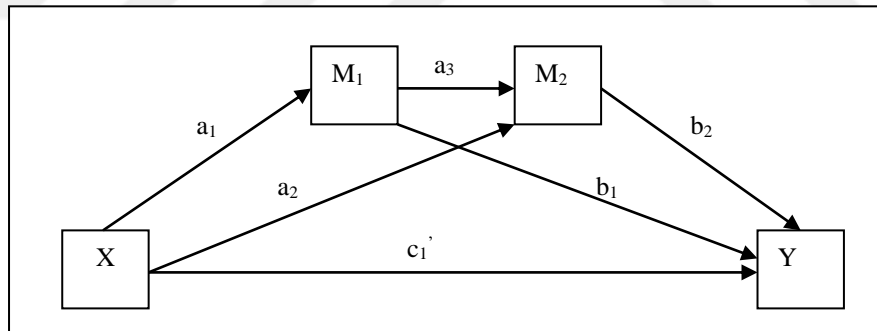 M₁
a₃
M₂
a₁
b₂
a₂
b₁
X
c₁’
Y